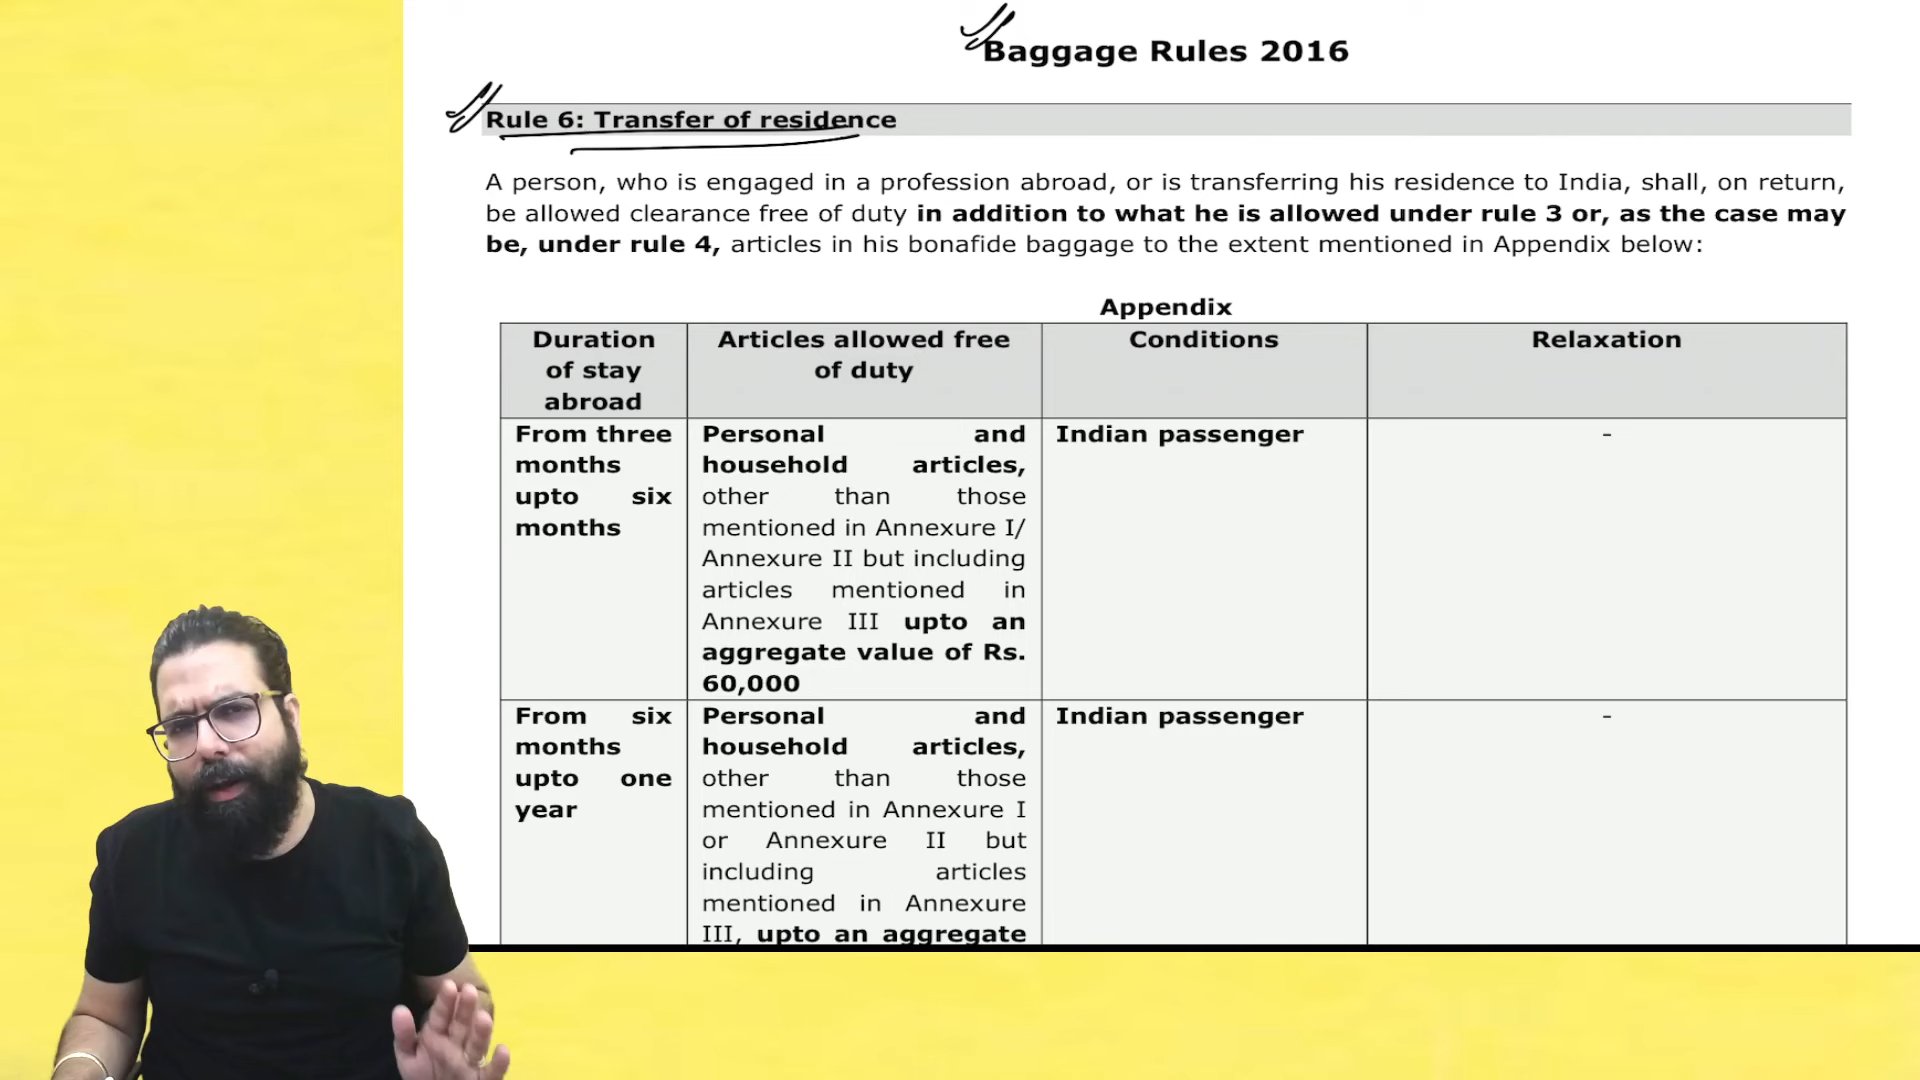 Baggage Rules 2016
Rule 6: Transfer of residence
A person, who is engaged in a profession abroad, or is transferring his residence to India, shall, on return,
be allowed clearance free of duty in addition to what he is allowed under rule 3 or, as the case may
be, under rule 4, articles in his bonafide baggage to the extent mentioned in Appendix below:
Appendix
Duration
of stay
abroad
Articles allowed free
of duty
Conditions
Relaxation
From three
months
upto six
months
Personal and
household articles,
other than those
mentioned in Annexure I/
Annexure II but including
articles mentioned in
Annexure III upto an
aggregate value of Rs.
60,000
Indian passenger
-
From six
months
upto one
year
Personal and
household articles,
other than those
mentioned in Annexure I
or Annexure II but
including articles
mentioned in Annexure
III, upto an aggregate
Indian passenger
-